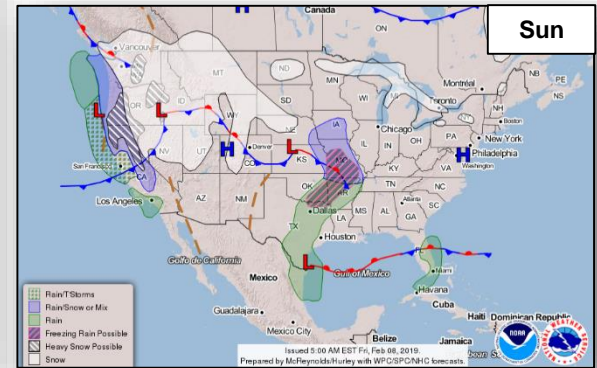 Sun
H
Canada
ON
Vancouver
MT
ND
MN
Montréal
NB
PE
NS
L
L
OR
ID
SD
WI
MI
Toronto
VT
NH
Boston
WY
IA
Chicago
PA
New York
San Francisco
NV
UT
H
Denver
CO
NE
L
KS
IL
IN
OH
H
Philadelphia
Washington
CA
MO
KY
VA
Los Angeles
AZ
NM
OK
AR
TN
NC
Dallas
MS
AL
Atlanta
GA
SC
TX
LA
Houston
FL
Golfo de California
L
Gulf of Mexico
Miami
Mexico
Havana
Cuba
Guadalajara
Haiti Dominican Republic
Mexico City
Belize
Jamaica
Rain/T'Storms
Rain/Snow or Mix
Rain
Freezing Rain Possible
Heavy Snow Possible
Snow
Issued 5:00 AM EST Fri, Feb 08, 2019.
Prepared by McReynolds/Hurley with WPC/SPC/NHC forecasts.
NOAA